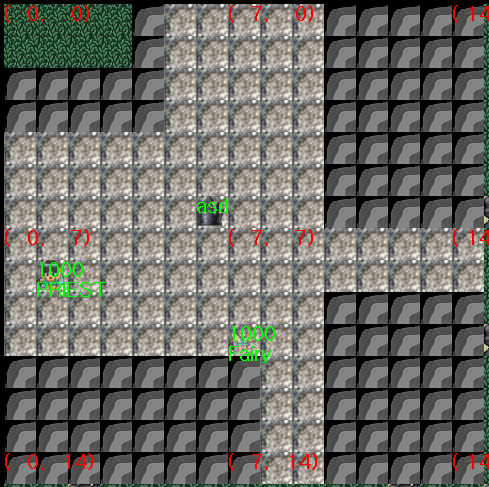 ( 0, 0)
( 7, 0)
(14
asd
( 0, 7)
( 7, 7)
(14
1000
PRIEST
1000
Fairy
( 0, 14)
( 7, 14)
(14